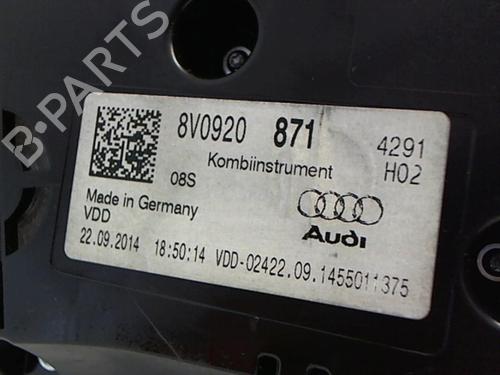 8V0920 871 4291
Kombiinstrument H02
08S
Made in Germany
VDD
Audi
22.09.2014 18:50:14 VDD-02422.09.1455011375
B-PARTS